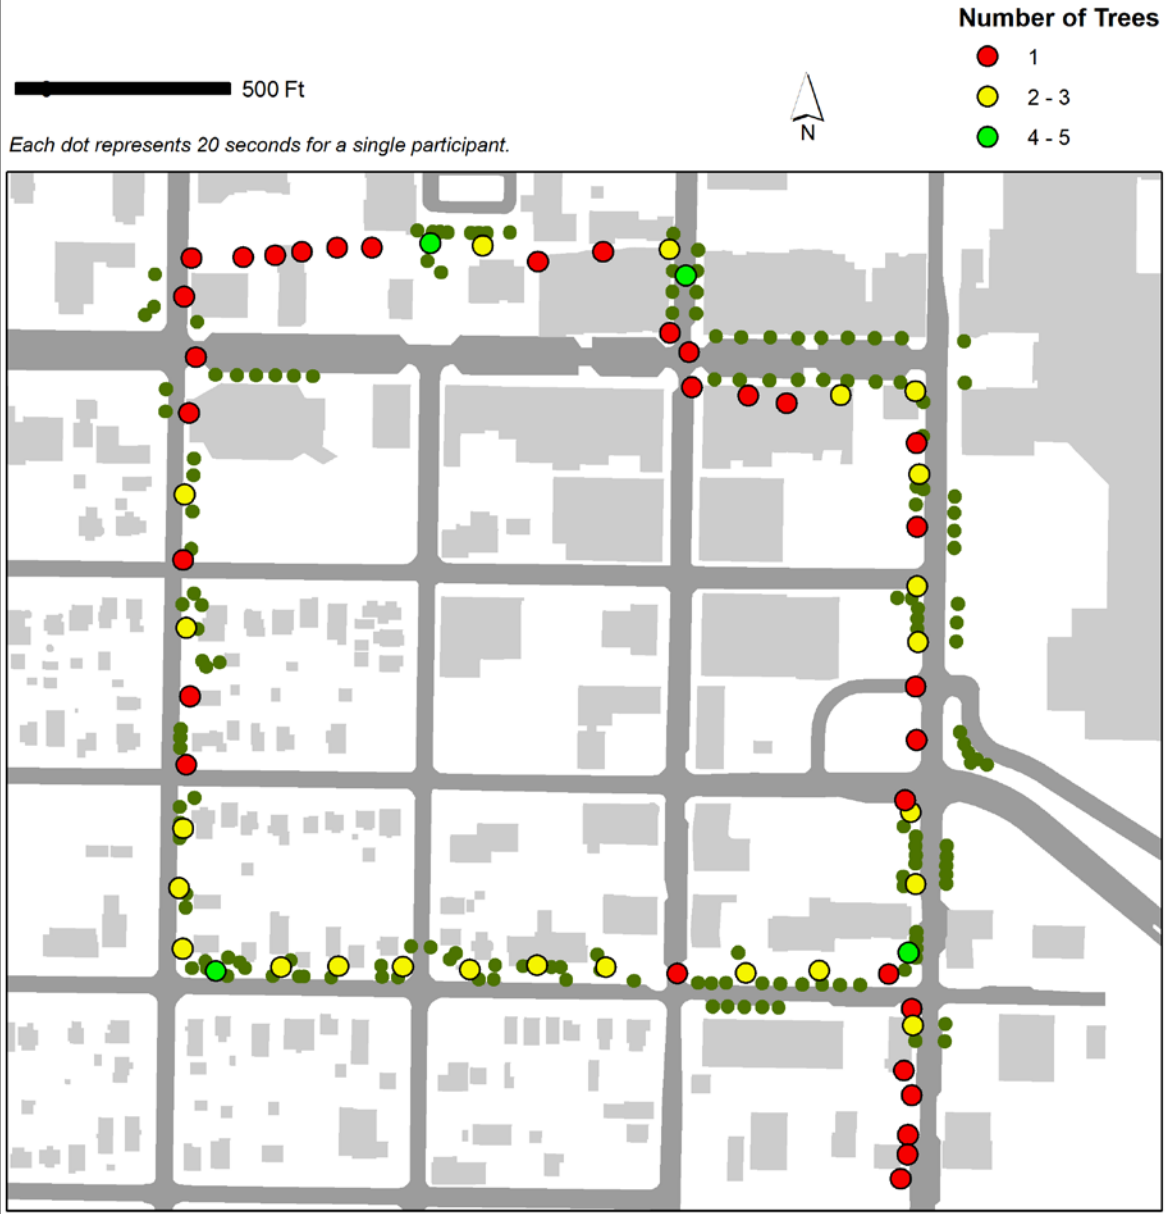 Number of Trees
1
500 Ft
2 - 3
N
4 - 5
Each dot represents 20 seconds for a single participant.